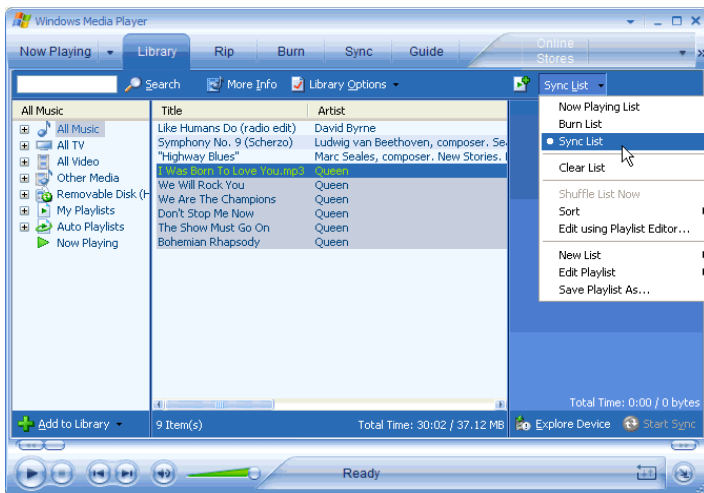 Windows Media Player
Now Playing
Library
Rip
Burn
Sync
Guide
Online
Stores
Search
More Info
Library Options
Sync List
All Music
All Music
All TV
All Video
Other Media
Removable Disk (H
My Playlists
Auto Playlists
Now Playing
Title Artist
Like Humans Do (radio edit) David Byrne
Symphony No. 9 (Scherzo) Ludwig van Beethoven, composer. Se
"Highway Blues" Marc Seales, composer. New Stories.
I Was Born To Love You.mp3 Queen
We Will Rock You Queen
We Are The Champions Queen
Don't Stop Me Now Queen
The Show Must Go On Queen
Bohemian Rhapsody Queen
Now Playing List
Burn List
Sync List
Clear List
Shuffle List Now
Sort
Edit using Playlist Editor...
New List
Edit Playlist
Save Playlist As...
Total Time: 0:00 / 0 bytes
Add to Library
9 Item(s)
Total Time: 30:02 / 37.12 MB
Explore Device
Start Sync
Ready